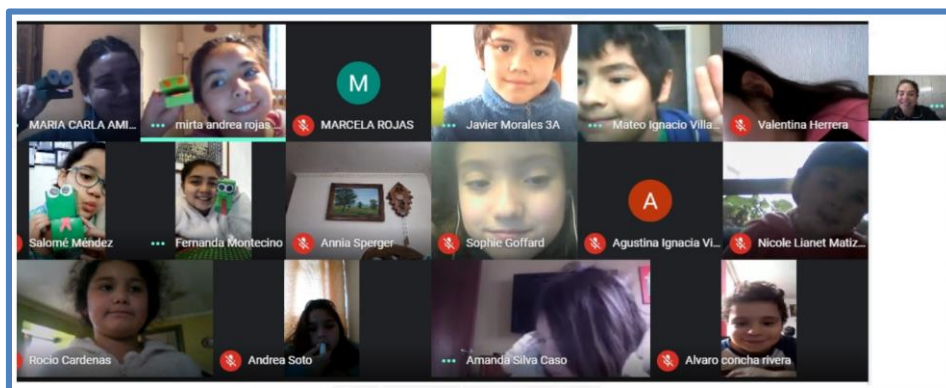 M
MARIA CARLA AMI...
mirta andrea rojas...
MARCELA ROJAS
Javier Morales 3A
Mateo Ignacio Villa...
Valentina Herrera
A
Salomé Méndez
Fernanda Montecino
Annia Sperger
Sophie Goffard
Agustina Ignacia Vi...
Nicole Lianet Matiz...
Rocio Cardenas
Andrea Soto
Amanda Silva Caso
Alvaro concha rivera